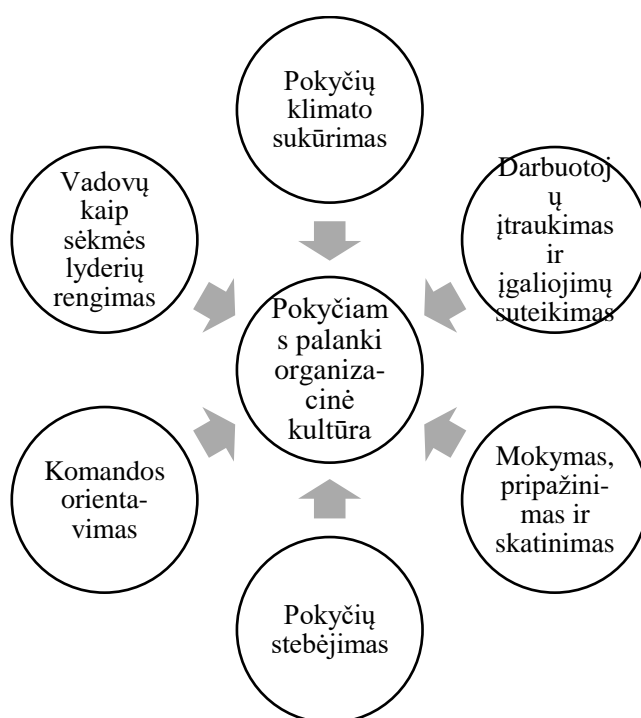 Pokyčių
klimato
sukūrimas
Darbuotoj
ų
įtraukimas
ir
įgaliojimų
suteikimas
Mokymas,
pripažini-
mas ir
skatinimas
Pokyčių
stebėjimas
Komandos
orienta-
vimas
Vadovų
kaip
sėkmės
lyderių
rengimas
Pokyčiam
s palanki
organiza-
cinė
kultūra